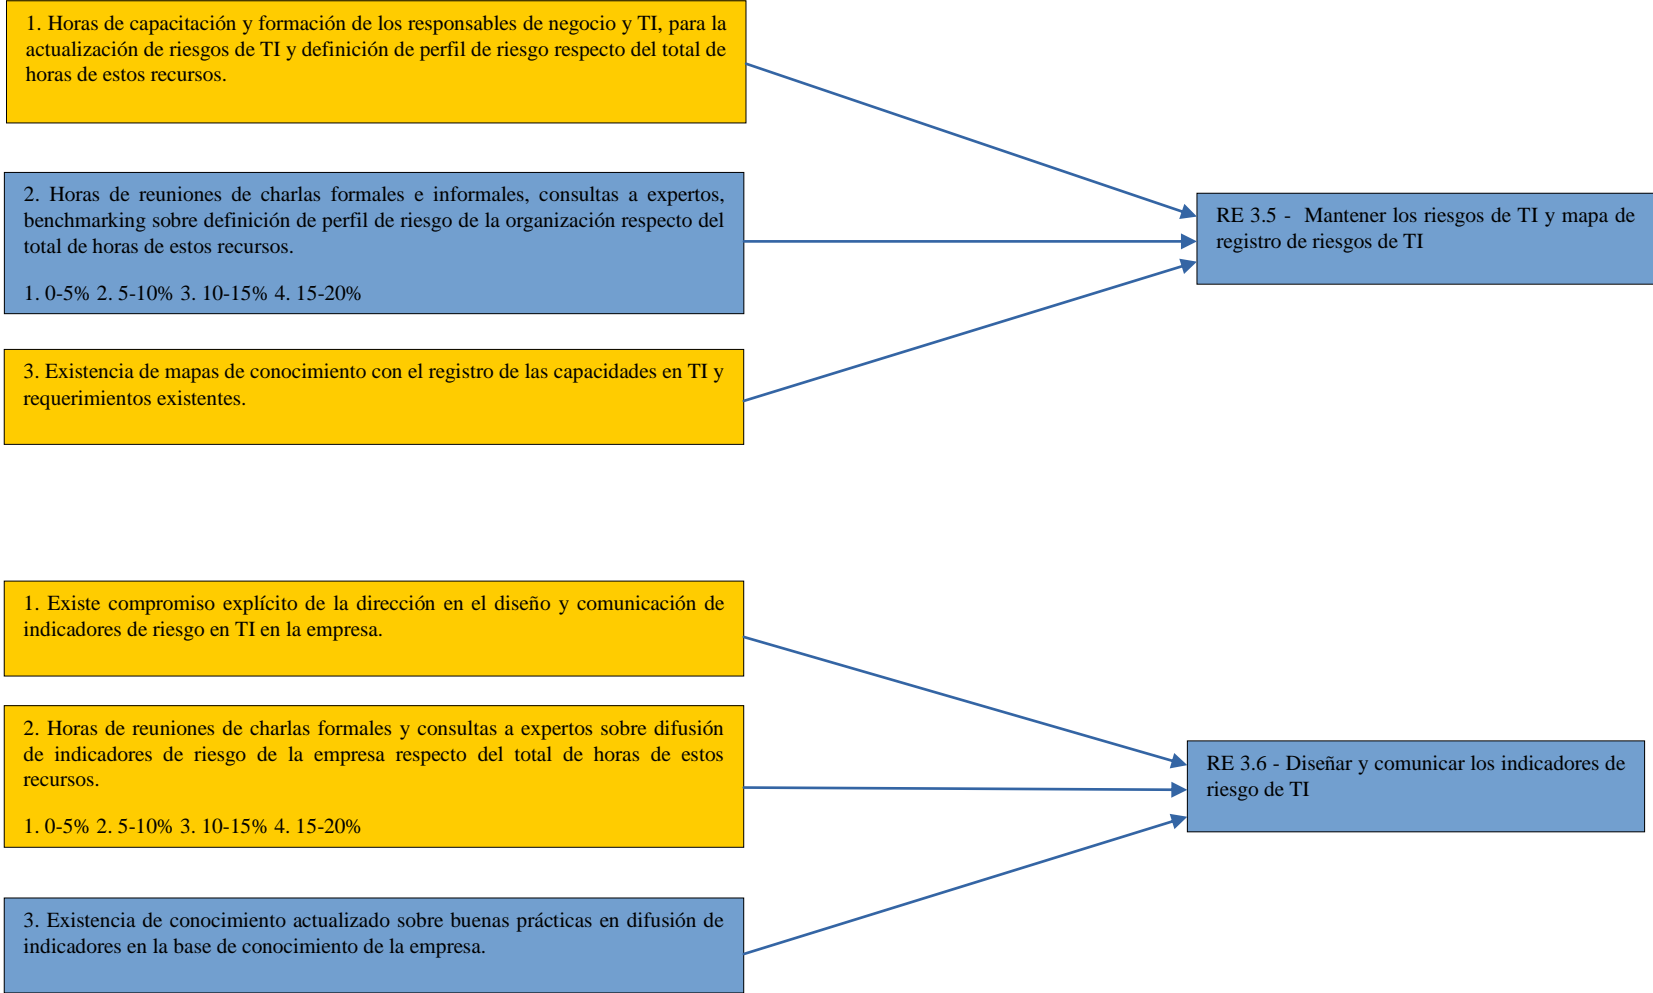 1. Horas de capacitación y formación de los responsables de negocio y TI, para la
actualización de riesgos de TI y definición de perfil de riesgo respecto del total de
horas de estos recursos.
2. Horas de reuniones de charlas formales e informales, consultas a expertos,
benchmarking sobre definición de perfil de riesgo de la organización respecto del
total de horas de estos recursos.
1. 0-5% 2. 5-10% 3. 10-15% 4. 15-20%
3. Existencia de mapas de conocimiento con el registro de las capacidades en TI y
requerimientos existentes.
RE 3.5 - Mantener los riesgos de TI y mapa de
registro de riesgos de TI
1. Existe compromiso explícito de la dirección en el diseño y comunicación de
indicadores de riesgo en TI en la empresa.
2. Horas de reuniones de charlas formales y consultas a expertos sobre difusión
de indicadores de riesgo de la empresa respecto del total de horas de estos
recursos.
1. 0-5% 2. 5-10% 3. 10-15% 4. 15-20%
3. Existencia de conocimiento actualizado sobre buenas prácticas en difusión de
indicadores en la base de conocimiento de la empresa.
RE 3.6 - Diseñar y comunicar los indicadores de
riesgo de TI